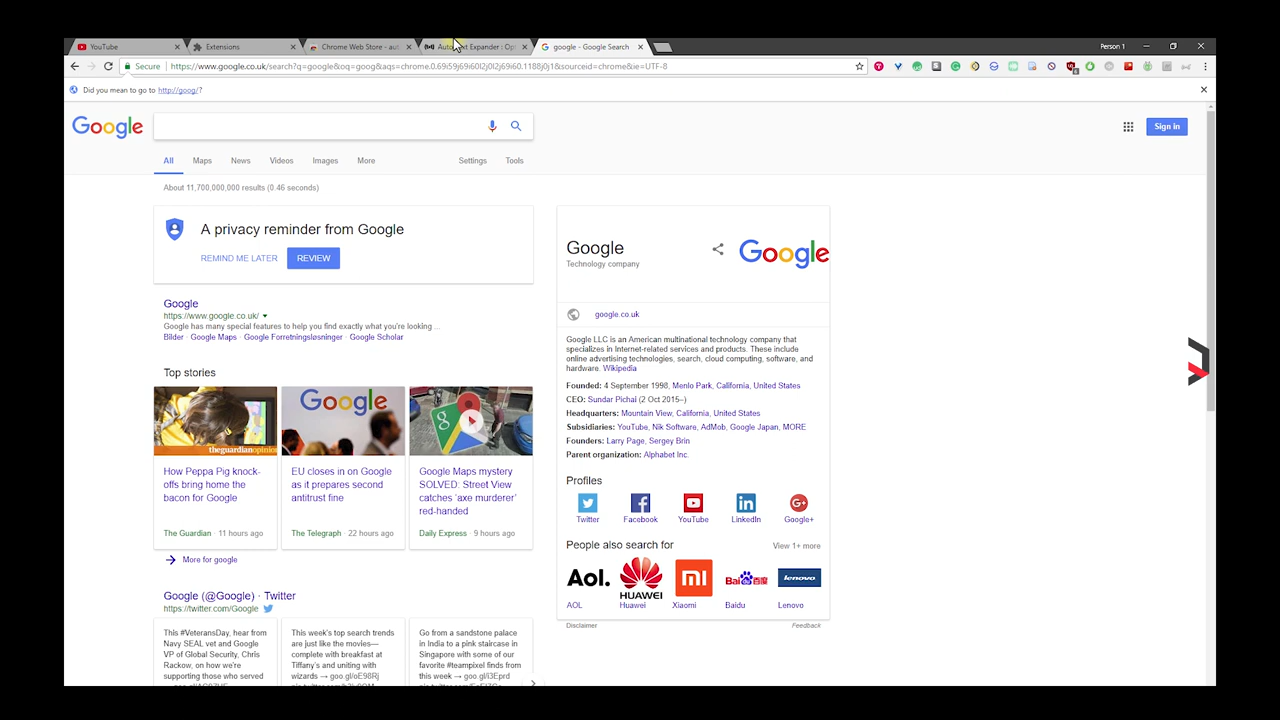 YouTube
Extensions
Chrome Web Store - aut
Auto Text Expander : Op
google - Google Search
Person 1
Secure
https://www.google.co.uk/search?q=google&oq=goog&aqs=chrome.0.69i59j69i60l2j0l2j69i60.1188j0j1&sourceid=chrome&ie=UTF-8
Did you mean to go to http://goog/?
Google
Sign in
All
Maps
News
Videos
Images
More
Settings
Tools
About 11,700,000,000 results (0.46 seconds)
A privacy reminder from Google
REMIND ME LATER
REVIEW
Google
https://www.google.co.uk/
Google has many special features to help you find exactly what you're looking ...
Bilder · Google Maps · Google Forretningsløsninger · Google Scholar
Top stories
theguardian opinion
Google
How Peppa Pig knock-
offs bring home the
bacon for Google
The Guardian · 11 hours ago
EU closes in on Google
as it prepares second
antitrust fine
The Telegraph · 22 hours ago
Google Maps mystery
SOLVED: Street View
catches 'axe murderer'
red-handed
Daily Express · 9 hours ago
More for google
Google (@Google) · Twitter
https://twitter.com/Google
This #VeteransDay, hear from
Navy SEAL vet and Google
VP of Global Security, Chris
Rackow, on how we're
supporting those who served
This week's top search trends
are just like the movies—
complete with breakfast at
Tiffany's and uniting with
wizards → goo.gl/oE98Rj
Go from a sandstone palace
in India to a pink staircase in
Singapore with some of our
favorite #teampixel finds from
this week → goo.gl/i3Eprd
Google
Technology company
Google
google.co.uk
Google LLC is an American multinational technology company that
specializes in Internet-related services and products. These include
online advertising technologies, search, cloud computing, software, and
hardware. Wikipedia
Founded: 4 September 1998, Menlo Park, California, United States
CEO: Sundar Pichai (2 Oct 2015–)
Headquarters: Mountain View, California, United States
Subsidiaries: YouTube, Nik Software, AdMob, Google Japan, MORE
Founders: Larry Page, Sergey Brin
Parent organization: Alphabet Inc.
Profiles
Twitter
Facebook
YouTube
LinkedIn
Google+
People also search for
View 1+ more
Aol.
HUAWEI
Bai du 百度
lenovo
AOL
Huawei
Xiaomi
Baidu
Lenovo
Disclaimer
Feedback